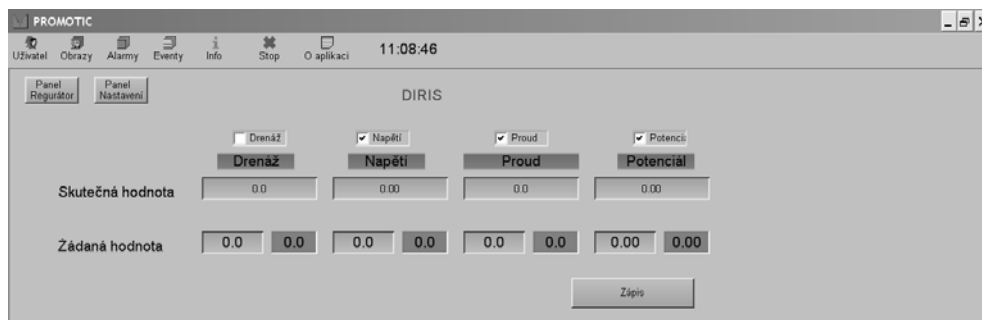 PROMOTIC
Uživatel Obrazy Alarmy Eventy Info Stop O aplikaci 11:08:46
Panel Regurátor Panel Nastavení DIRIS
Drenáž Napětí Proud Potenciá
Drenáž Napětí Proud Potenciál
Skutečná hodnota 0.0 0.00 0.0 0.00
Žádaná hodnota 0.0 0.0 0.0 0.0 0.0 0.0 0.00 0.00
Zápis